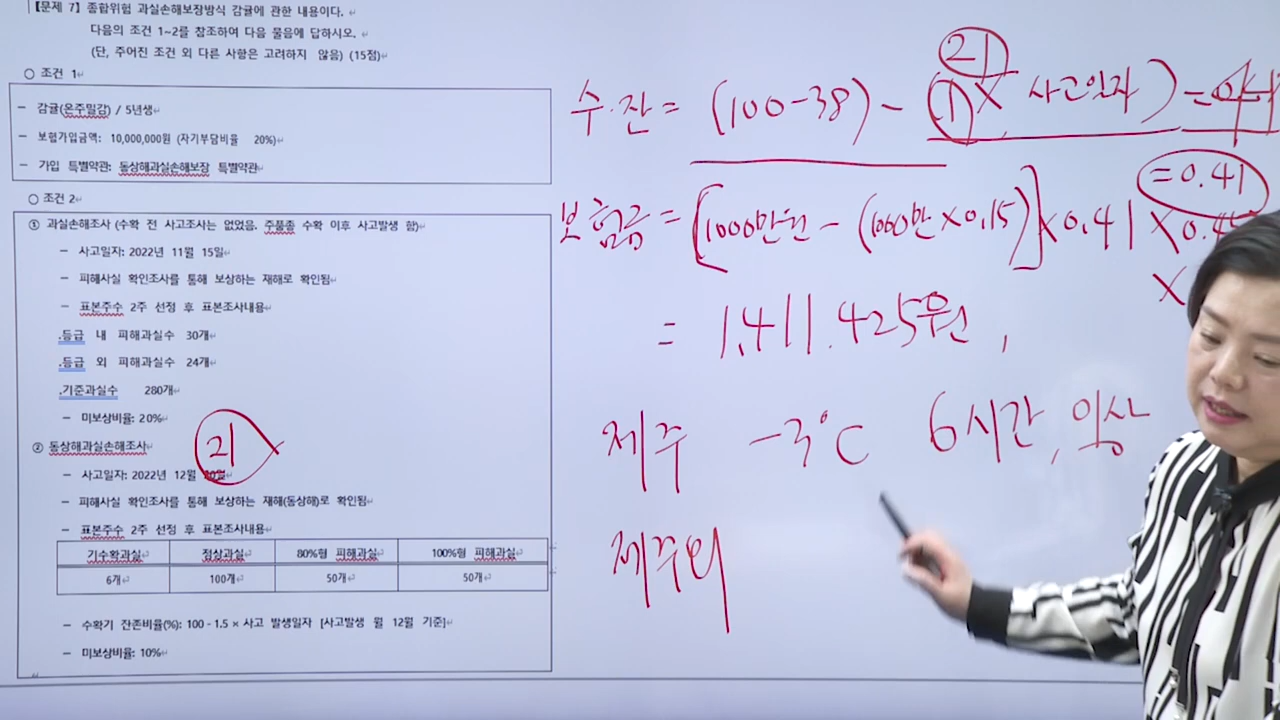 【문제 7】 종합위험 과실손해보장방식 감귤에 관한 내용이다.
다음의 조건 1~2를 참조하여 다음 물음에 답하시오.
(단, 주어진 조건 외 다른 사항은 고려하지 않음) (15점)
○ 조건 1
- 감귤(온주밀감) / 5년생
- 보험가입금액: 10,000,000원 (자기부담비율 20%)
- 가입 특별약관: 동상해과실손해보장 특별약관
○ 조건 2
① 과실손해조사 (수확 전 사고조사는 없었음. 주품종 수확 이후 사고발생 함)
- 사고일자: 2022년 11월 15일
- 피해사실 확인조사를 통해 보상하는 재해로 확인됨
- 표본주수 2주 선정 후 표본조사내용
.등급 내 피해과실수 30개
.등급 외 피해과실수 24개
.기준과실수 280개
- 미보상비율: 20%
② 동상해과실손해조사
21
- 사고일자: 2022년 12월 20일
- 피해사실 확인조사를 통해 보상하는 재해(동상해)로 확인됨
- 표본주수 2주 선정 후 표본조사내용
기수확과실 정상과실 80%형 피해과실 100%형 피해과실
6개 100개 50개 50개
- 수확기 잔존비율(%): 100 - 1.5 × 사고 발생일자 [사고발생 월 12월 기준]
- 미보상비율: 10%
21
수.잔 = (100-38) - (1 × 사고일자) =
= 0.41
보험금 = [1000만원 - (1000만×0.15)] × 0.41 ×
×
= 1,411.425원,
제주 -3°C 6시간, 이상
제주외